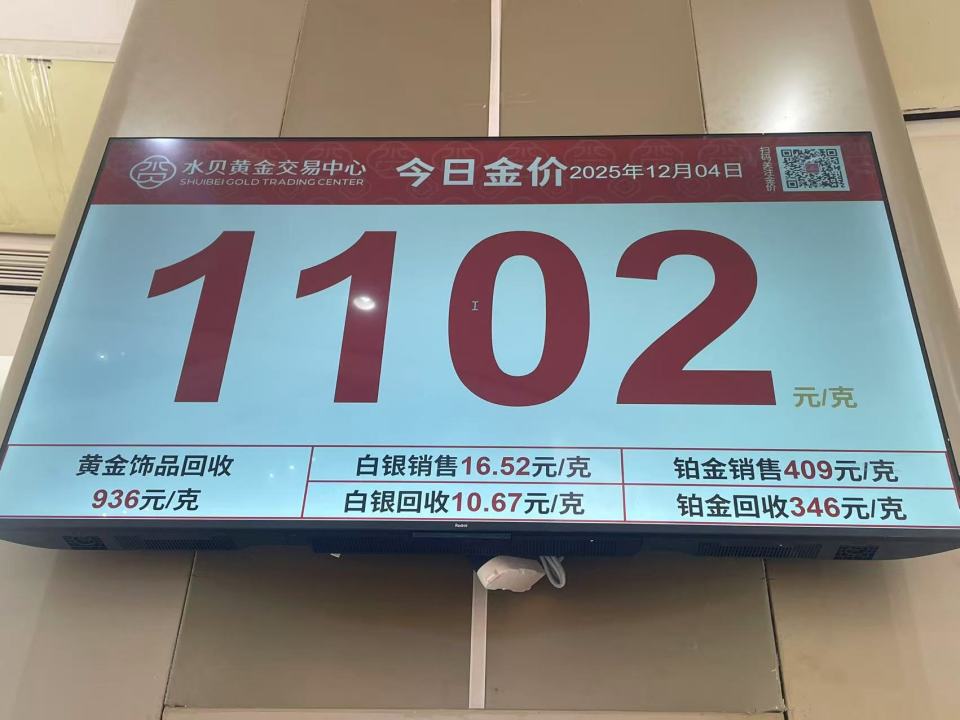 水贝黄金交易中心
SHUIBEI GOLD TRADING CENTER
今日金价 2025年12月04日
扫码关注金价
1102 元/克
黄金饰品回收
936元/克
白银销售16.52元/克
白银回收10.67元/克
铂金销售409元/克
铂金回收346元/克
Redmi